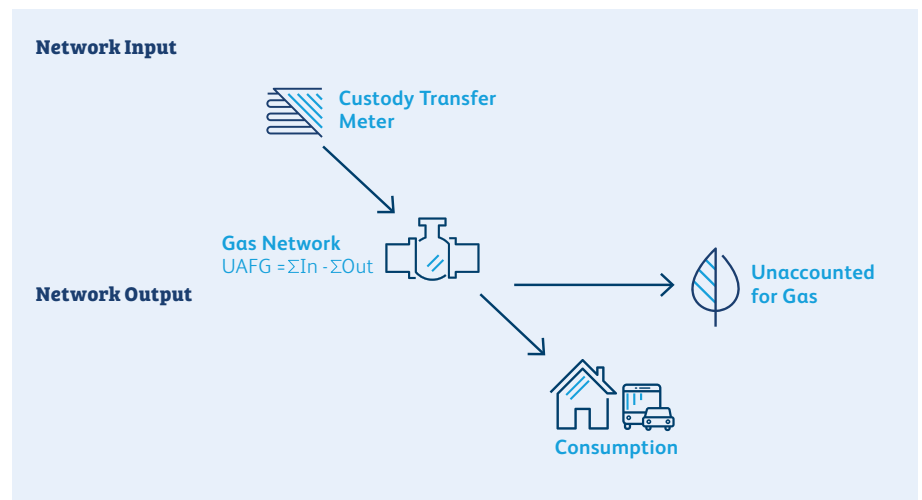 Network Input
Custody Transfer
Meter
Gas Network
UAFG = ΣIn - ΣOut
Network Output
Unaccounted
for Gas
Consumption